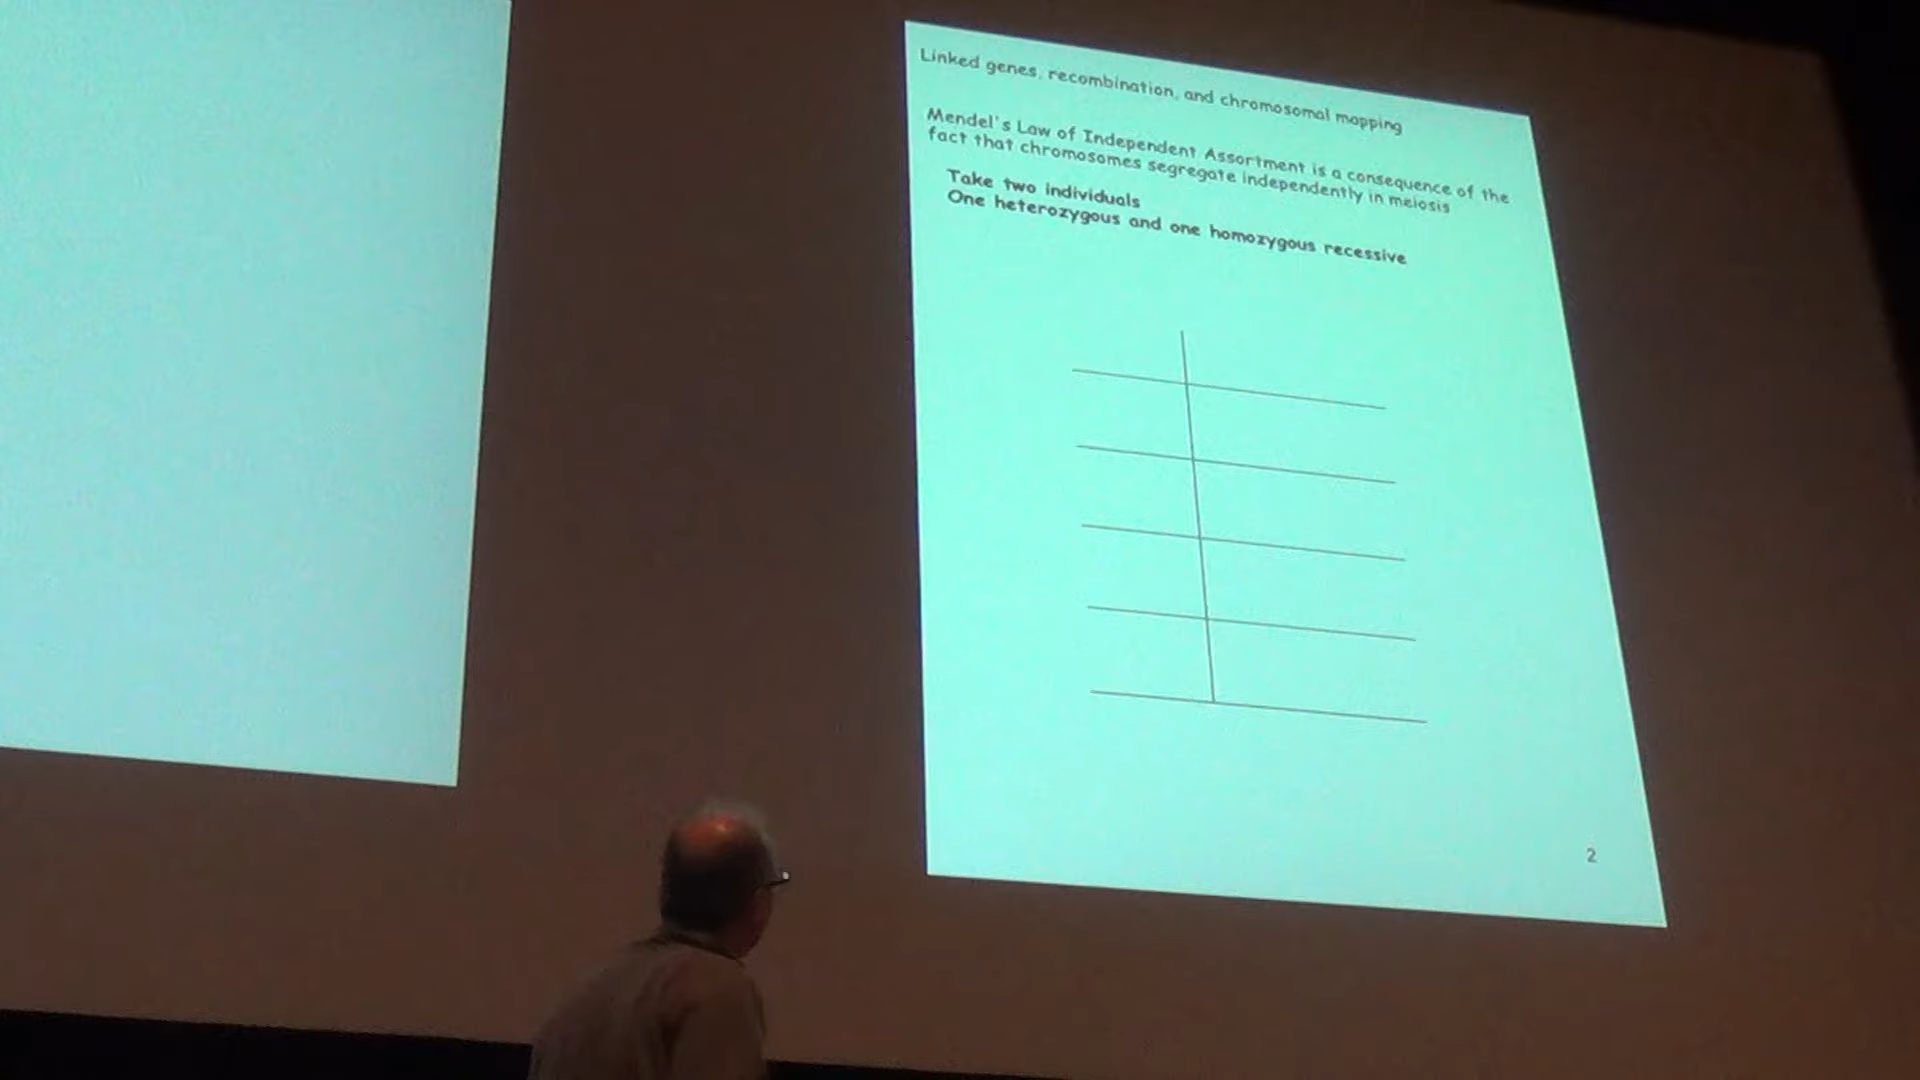 Linked genes, recombination, and chromosomal mapping
Mendel's Law of Independent Assortment is a consequence of the
fact that chromosomes segregate independently in meiosis
Take two individuals
One heterozygous and one homozygous recessive
2